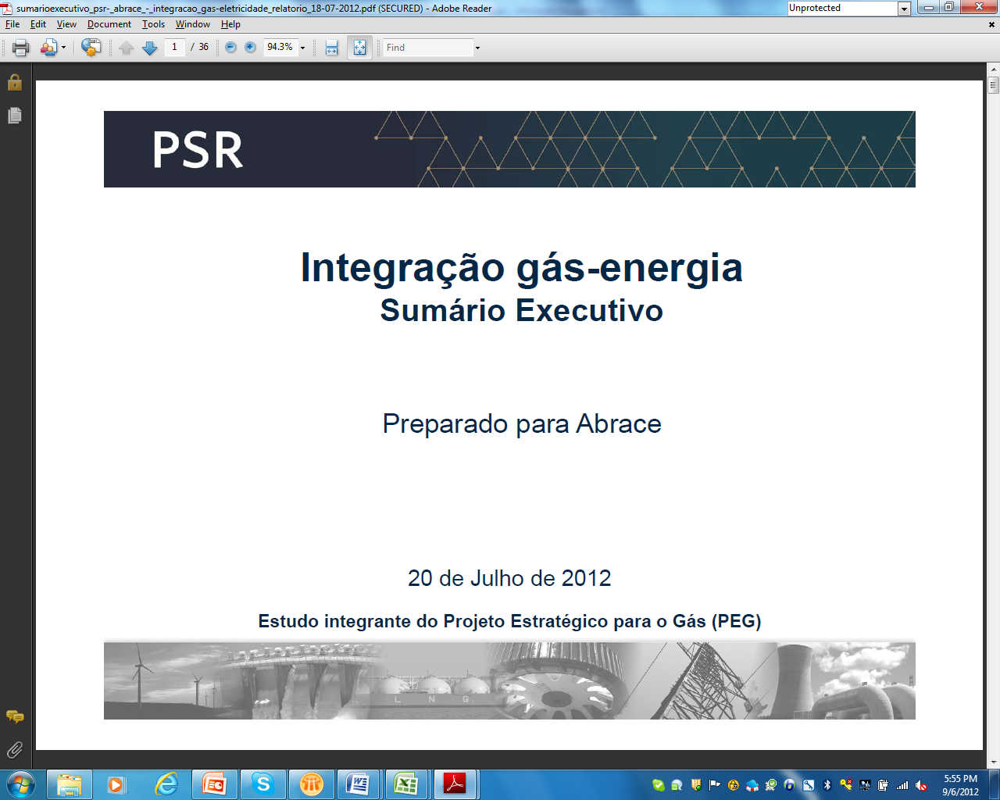 sumarioexecutivo_psr-_abrace_-_integracao_gas-eletricidade_relatorio_18-07-2012.pdf (SECURED) - Adobe Reader
Unprotected
File Edit View Document Tools Window Help
1 / 36 94.3% Find
PSR
Integração gás-energia
Sumário Executivo
Preparado para Abrace
20 de Julho de 2012
Estudo integrante do Projeto Estratégico para o Gás (PEG)
L N G
5:55 PM
9/6/2012